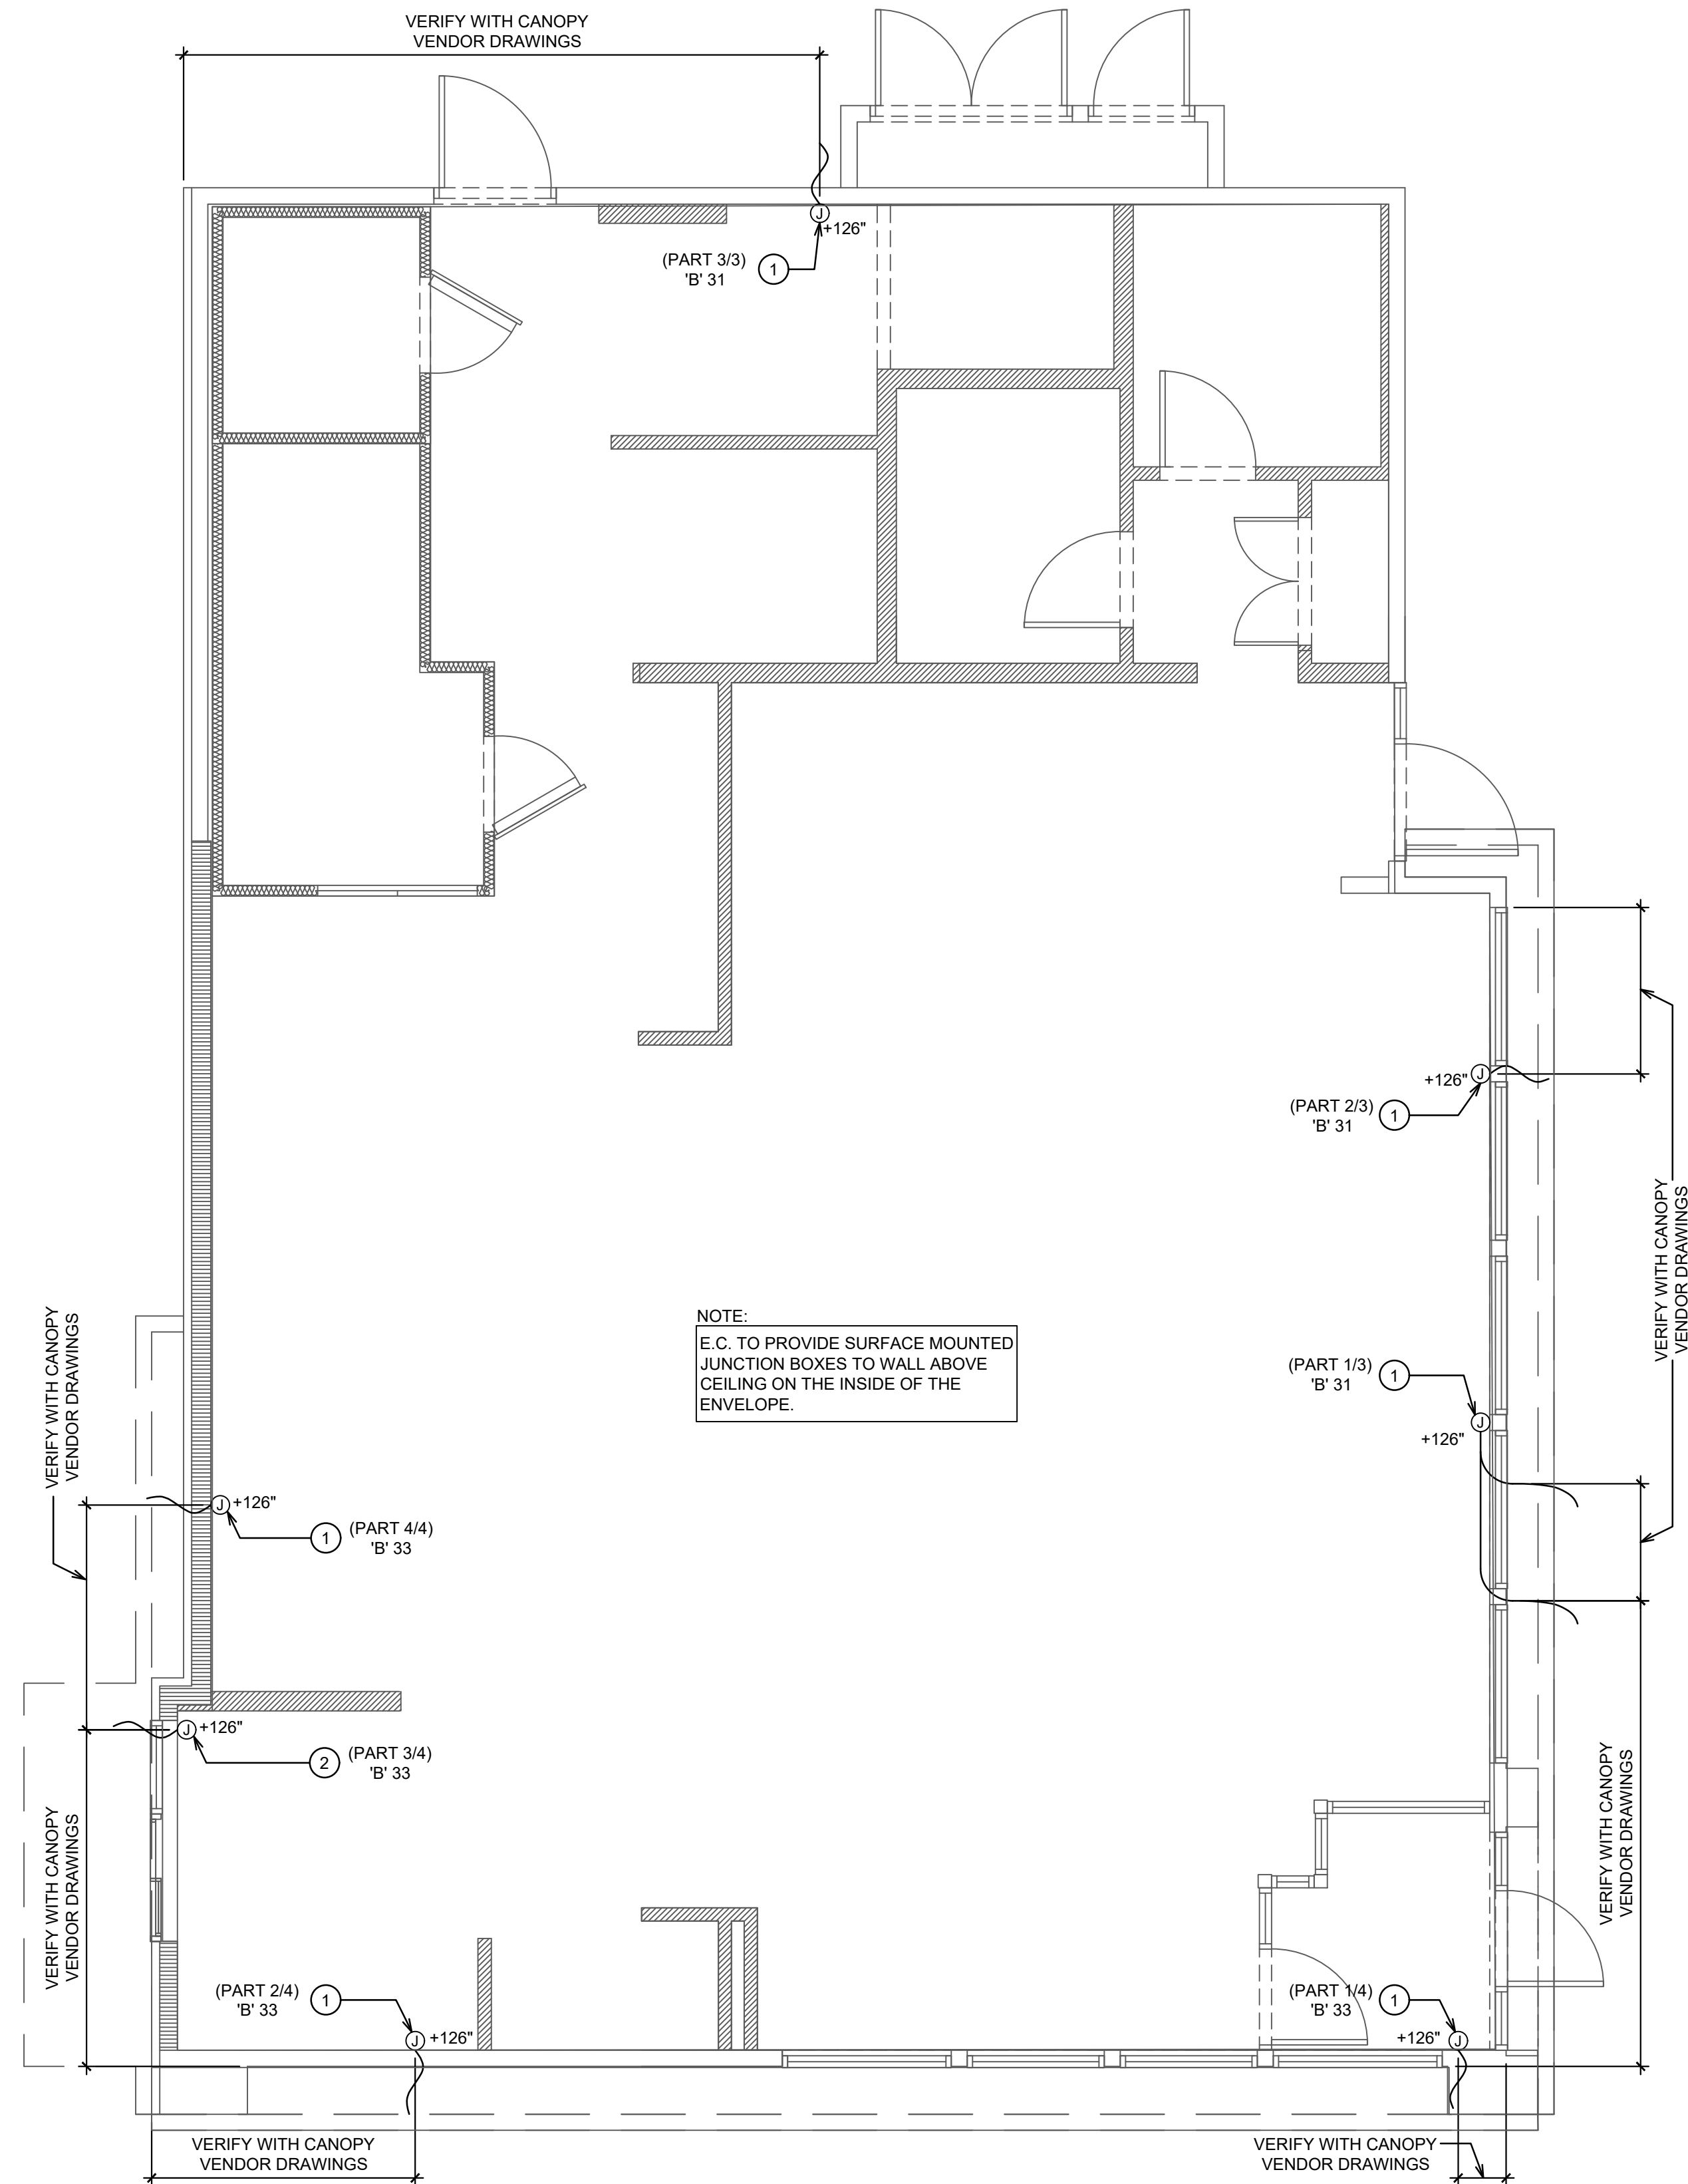 VERIFY WITH CANOPY
VENDOR DRAWINGS
J
+126"
(PART 3/3)
'B' 31
1
+126"
J
(PART 2/3)
'B' 31
1
VERIFY WITH CANOPY
VENDOR DRAWINGS
NOTE:
E.C. TO PROVIDE SURFACE MOUNTED
JUNCTION BOXES TO WALL ABOVE
CEILING ON THE INSIDE OF THE
ENVELOPE.
(PART 1/3)
'B' 31
1
J
+126"
VERIFY WITH CANOPY
VENDOR DRAWINGS
J
+126"
1
(PART 4/4)
'B' 33
J
+126"
2
(PART 3/4)
'B' 33
VERIFY WITH CANOPY
VENDOR DRAWINGS
VERIFY WITH CANOPY
VENDOR DRAWINGS
(PART 2/4)
'B' 33
1
J
+126"
(PART 1/4)
'B' 33
1
+126"
J
VERIFY WITH CANOPY
VENDOR DRAWINGS
VERIFY WITH CANOPY
VENDOR DRAWINGS